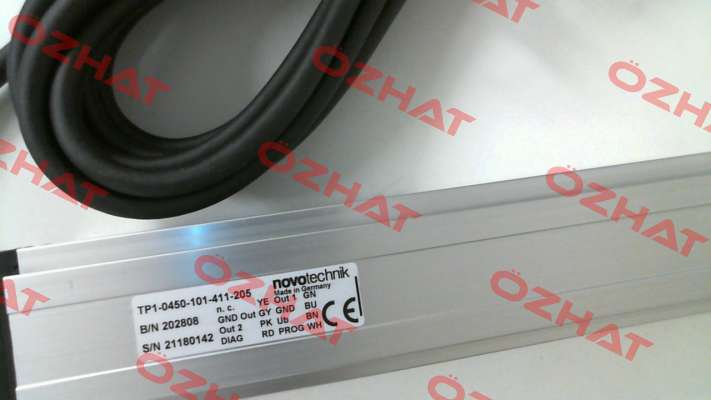 novotechnik
Made in Germany
TP1-0450-101-411-205
n. c. YE Out 1 GN
B/N 202808 GND Out GY GND BU
Out 2 PK Ub BN
S/N 21180142 DIAG RD PROG WH
CE
ÖZHAT
ÖZHAT
ÖZHAT
ÖZHAT
ÖZHAT
ÖZHAT
ÖZHAT
ÖZHAT
ÖZHAT